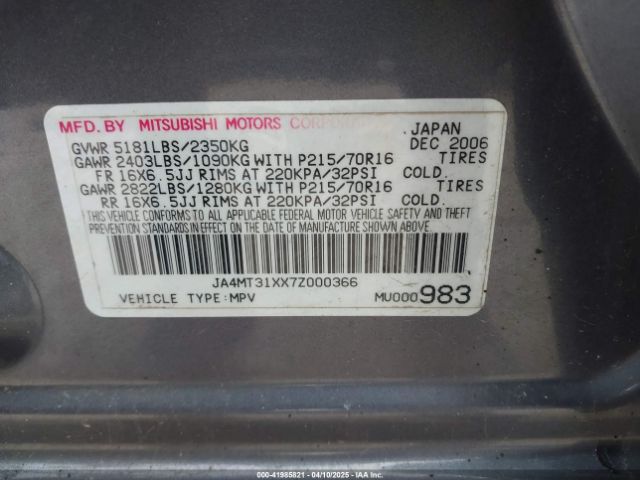 MFD. BY MITSUBISHI MOTORS CORPORATION JAPAN
GVWR 5181LBS/2350KG DEC 2006
GAWR 2403LBS/1090KG WITH P215/70R16 TIRES
FR 16X6.5JJ RIMS AT 220KPA/32PSI COLD.
GAWR 2822LBS/1280KG WITH P215/70R16 TIRES
RR 16X6.5JJ RIMS AT 220KPA/32PSI COLD.
THIS VEHICLE CONFORMS TO ALL APPLICABLE FEDERAL MOTOR VEHICLE SAFETY AND THEFT
PREVENTION STANDARDS IN EFFECT ON THE DATE OF MANUFACTURE SHOWN ABOVE.
JA4MT31XX7Z000366
VEHICLE TYPE:MPV MU000983
© IAA - 41985821 - 04/10/2025 - IAAI.com